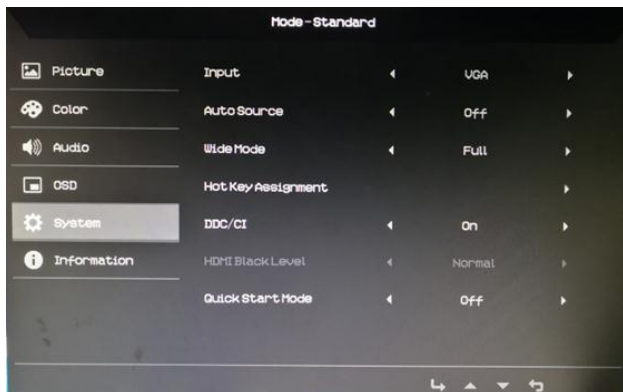 Mode-Standard
Picture
Input VGA
Color
Auto Source Off
Audio
Wide Mode Full
OSD
Hot Key Assignment
System
DDC/CI On
Information
HDMI Black Level Normal
Quick Start Mode Off